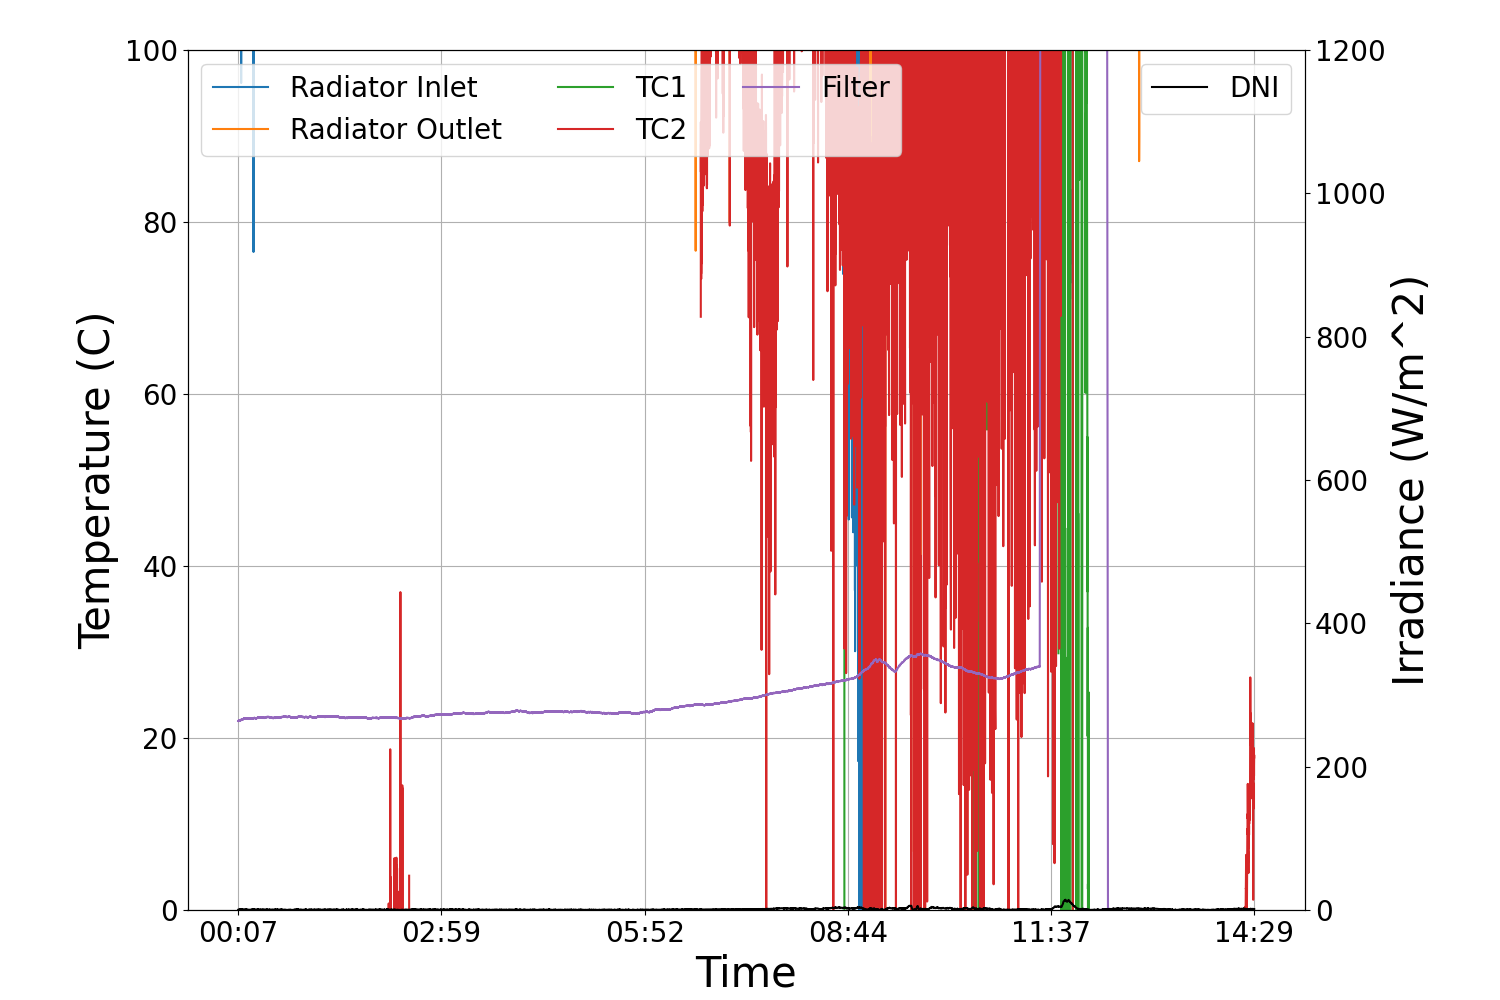 100
80
60
40
20
0
Temperature (C)
Radiator Inlet
Radiator Outlet
TC1
TC2
Filter
DNI
1200
1000
800
600
400
200
0
Irradiance (W/m^2)
00:07 02:59 05:52 08:44 11:37 14:29
Time